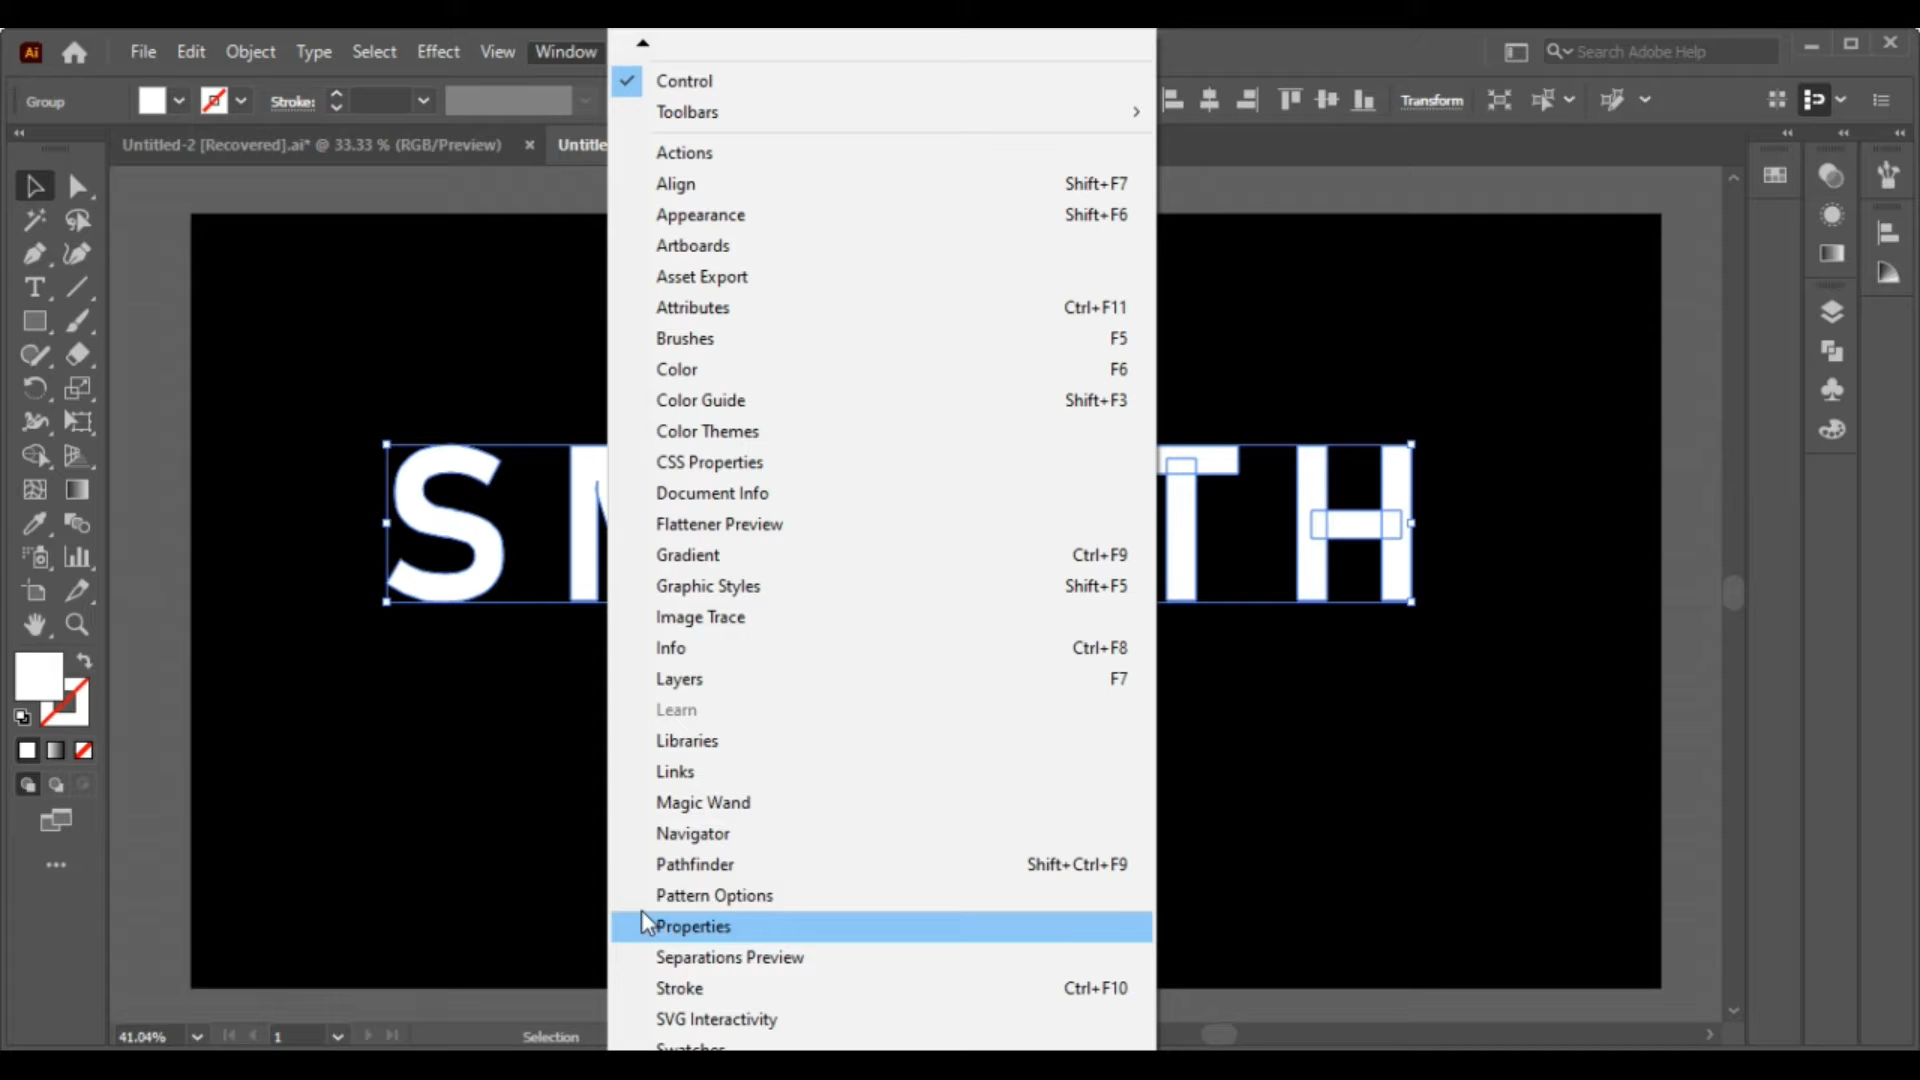 Ai
File Edit Object Type Select Effect View Window
Search Adobe Help
Group
Stroke:
Transform
Untitled-2 [Recovered].ai* @ 33.33 % (RGB/Preview) ×
Untitle
Control
Toolbars
Actions
Align Shift+F7
Appearance Shift+F6
Artboards
Asset Export
Attributes Ctrl+F11
Brushes F5
Color F6
Color Guide Shift+F3
Color Themes
CSS Properties
Document Info
Flattener Preview
Gradient Ctrl+F9
Graphic Styles Shift+F5
Image Trace
Info Ctrl+F8
Layers F7
Learn
Libraries
Links
Magic Wand
Navigator
Pathfinder Shift+Ctrl+F9
Pattern Options
Properties
Separations Preview
Stroke Ctrl+F10
SVG Interactivity
S M T H
41.04% 1 Selection